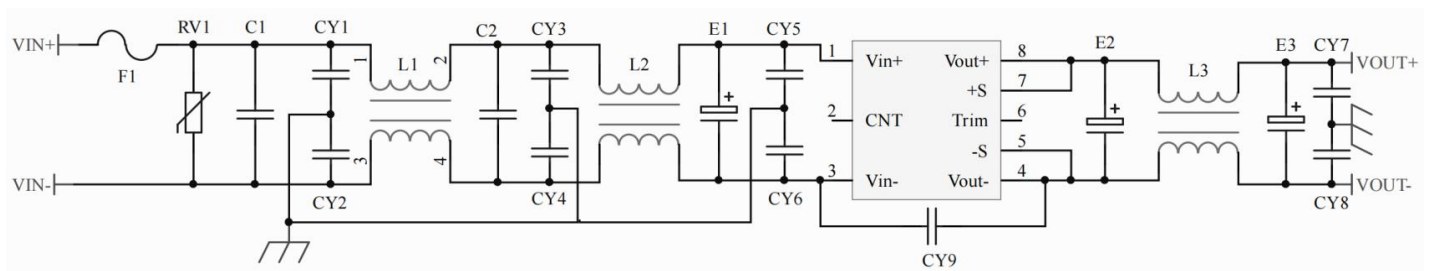 RV1 C1 CY1 C2 CY3 E1 CY5
VIN+ F1 L1 L2 L3
1 2 3 4
1 Vin+ Vout+ 8
+S 7
2 CNT Trim 6
-S 5
3 Vin- Vout- 4
E2 E3 CY7
VOUT+
VIN- CY2 CY4 CY6
VOUT-
CY8
CY9
+ + +